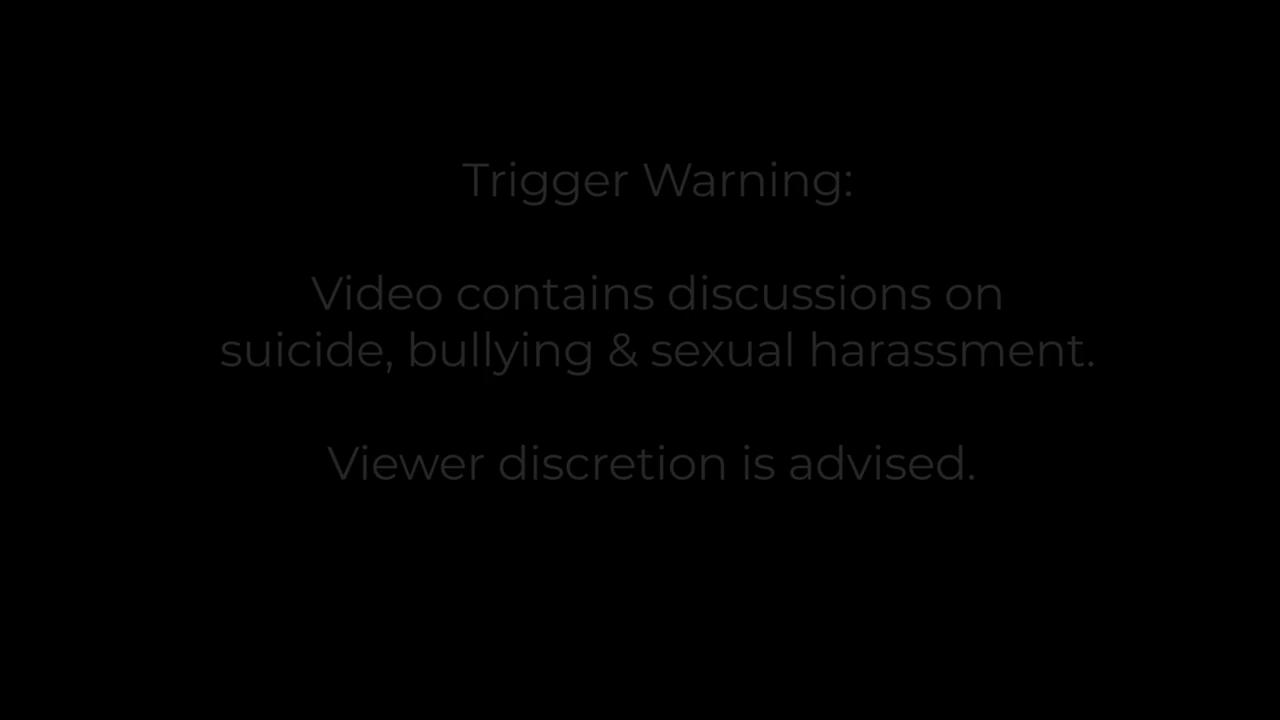 Trigger Warning:
Video contains discussions on
suicide, bullying & sexual harassment.
Viewer discretion is advised.